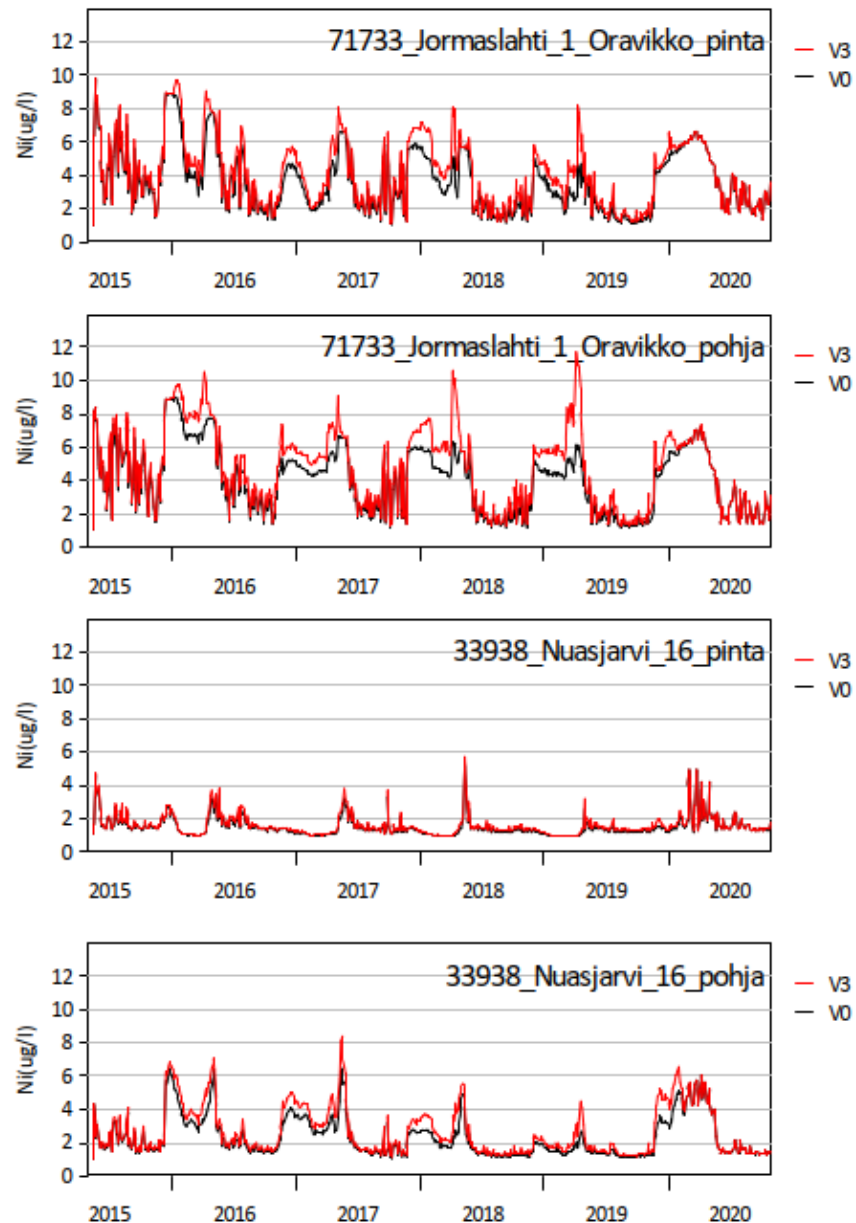 71733_Jormaslahti_1_Oravikko_pinta
V3
V0
Ni(ug/l)
12
10
8
6
4
2
0
2015 2016 2017 2018 2019 2020
71733_Jormaslahti_1_Oravikko_pohja
V3
V0
Ni(ug/l)
12
10
8
6
4
2
0
2015 2016 2017 2018 2019 2020
33938_Nuasjarvi_16_pinta
V3
V0
Ni(ug/l)
12
10
8
6
4
2
0
2015 2016 2017 2018 2019 2020
33938_Nuasjarvi_16_pohja
V3
V0
Ni(ug/l)
12
10
8
6
4
2
0
2015 2016 2017 2018 2019 2020